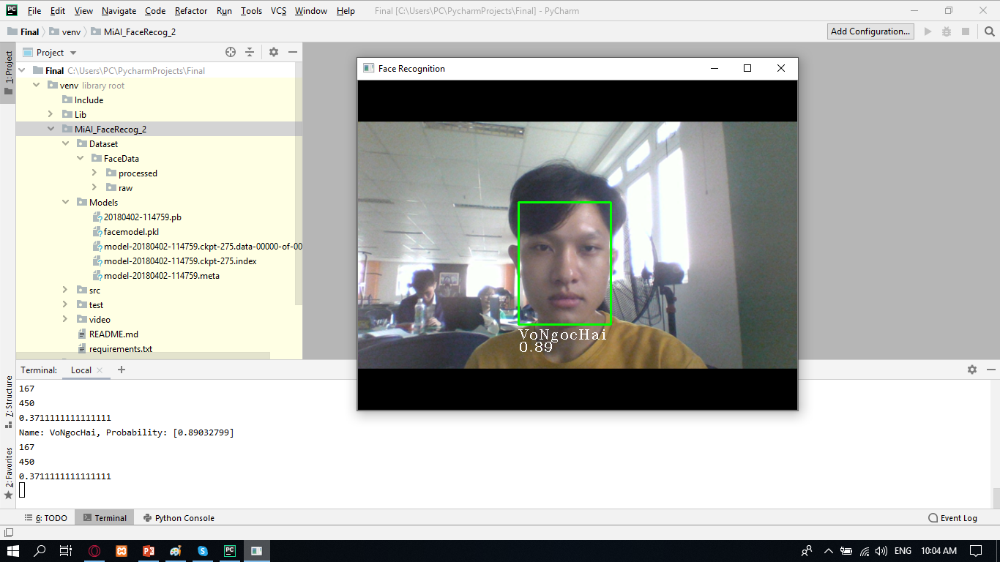 File Edit View Navigate Code Refactor Run Tools VCS Window Help Final [C:\Users\PC\PycharmProjects\Final] - PyCharm
Final venv MiAI_FaceRecog_2 Add Configuration...
1: Project
Project
Final C:\Users\PC\PycharmProjects\Final
venv library root
Include
Lib
MiAI_FaceRecog_2
Dataset
FaceData
processed
raw
Models
20180402-114759.pb
facemodel.pkl
model-20180402-114759.ckpt-275.data-00000-of-00
model-20180402-114759.ckpt-275.index
model-20180402-114759.meta
src
test
video
README.md
requirements.txt
Face Recognition
VoNgocHai
0.89
Terminal: Local
167
450
0.3711111111111111
Name: VoNgocHai, Probability: [0.89032799]
167
450
0.3711111111111111
7: Structure
2: Favorites
6: TODO Terminal Python Console Event Log
ENG 10:04 AM